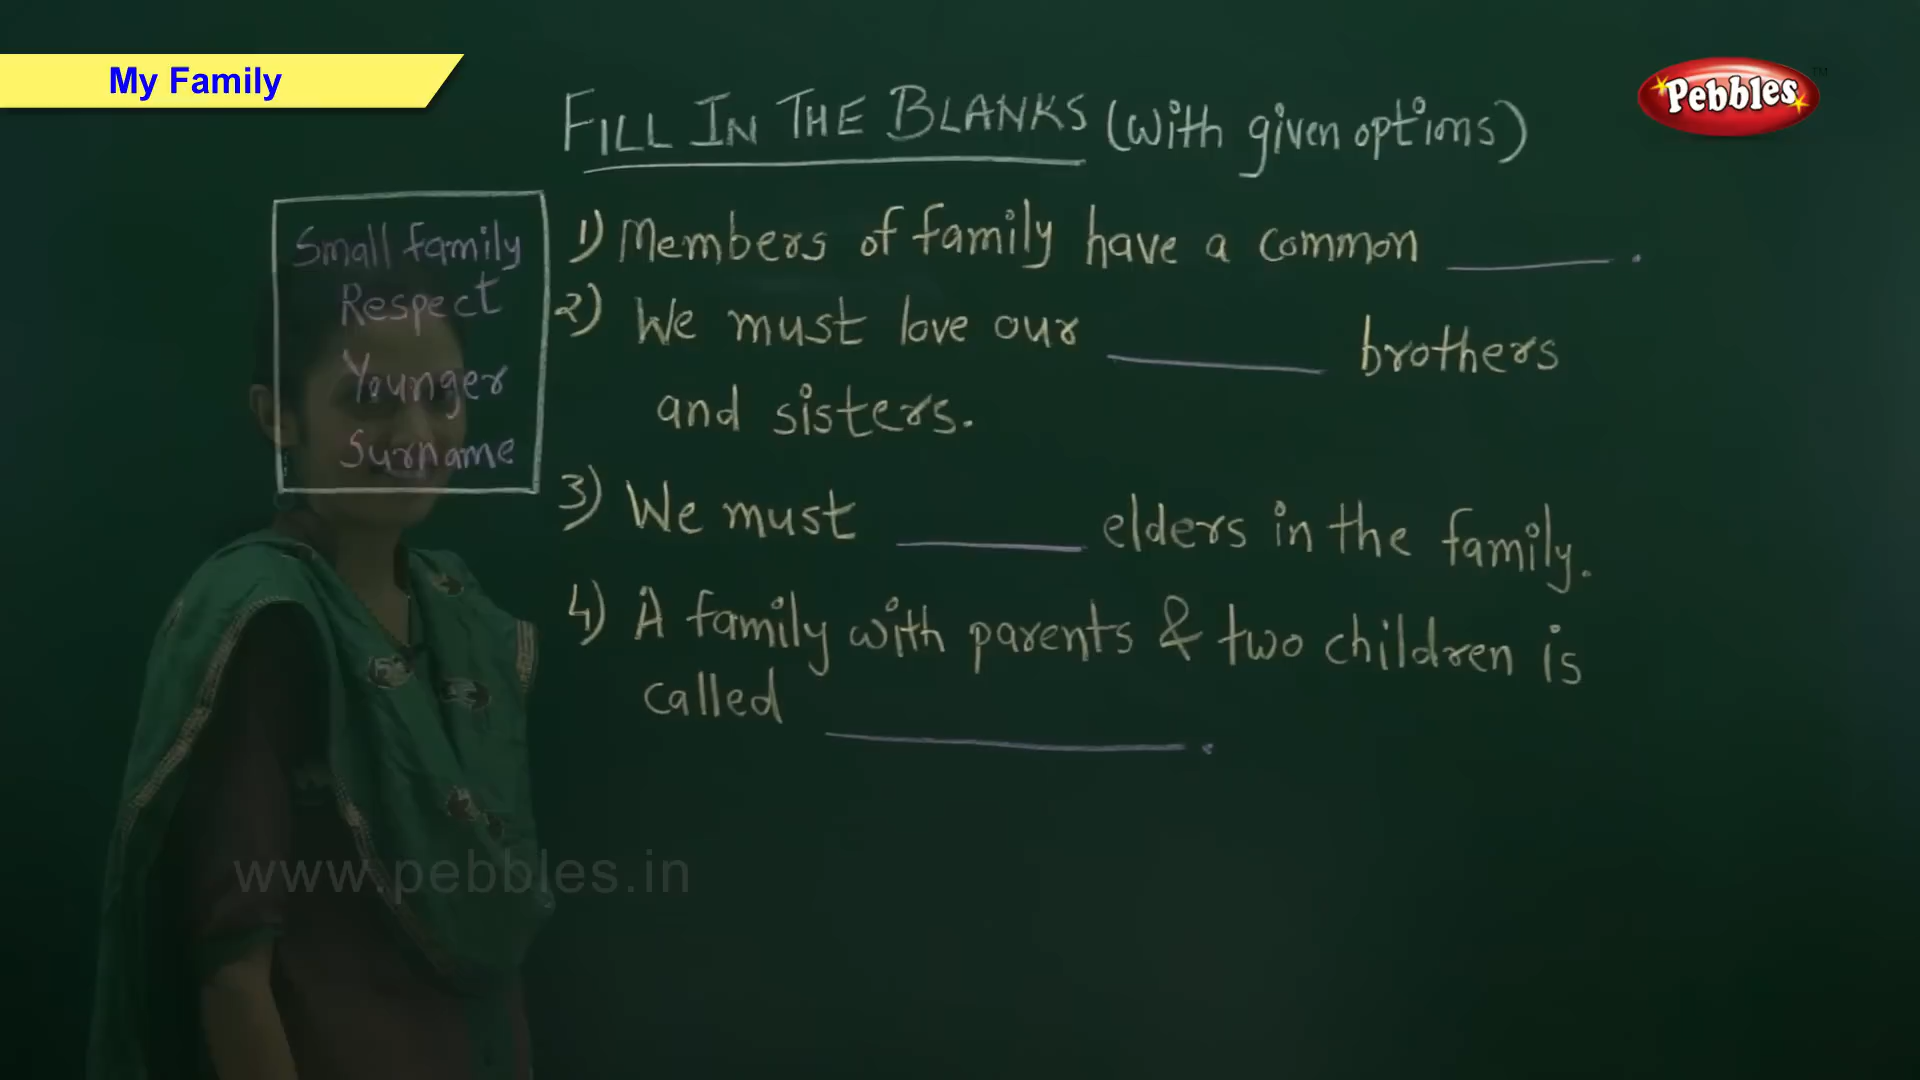 My Family
Pebbles TM
FILL IN THE BLANKS (with given options)
Small family
Respect
Younger
Surname
1) Members of family have a common ______.
2) We must love our ______ brothers
and sisters.
3) We must ______ elders in the family.
4) A family with parents & two children is
called ______.
www.pebbles.in